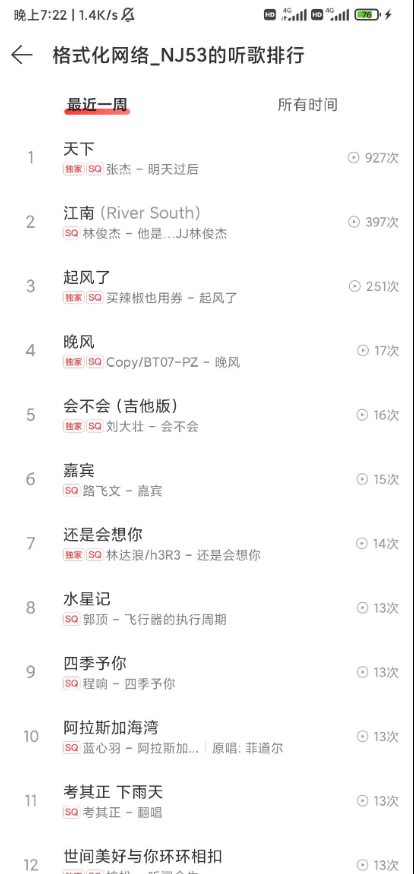 晚上7:22 | 1.4K/s
HD 4G HD 4G 76
格式化网络_NJ53的听歌排行
最近一周
所有时间
1
天下
独家 SQ 张杰 - 明天过后
927次
2
江南 (River South)
SQ 林俊杰 - 他是...JJ林俊杰
397次
3
起风了
独家 SQ 买辣椒也用券 - 起风了
251次
4
晚风
独家 SQ Copy/BT07-PZ - 晚风
17次
5
会不会 (吉他版)
独家 SQ 刘大壮 - 会不会
16次
6
嘉宾
SQ 路飞文 - 嘉宾
15次
7
还是会想你
独家 SQ 林达浪/h3R3 - 还是会想你
14次
8
水星记
SQ 郭顶 - 飞行器的执行周期
13次
9
四季予你
SQ 程响 - 四季予你
13次
10
阿拉斯加海湾
SQ 蓝心羽 - 阿拉斯加... | 原唱: 菲道尔
13次
11
考其正 下雨天
SQ 考其正 - 翻唱
13次
12
世间美好与你环环相扣
13次